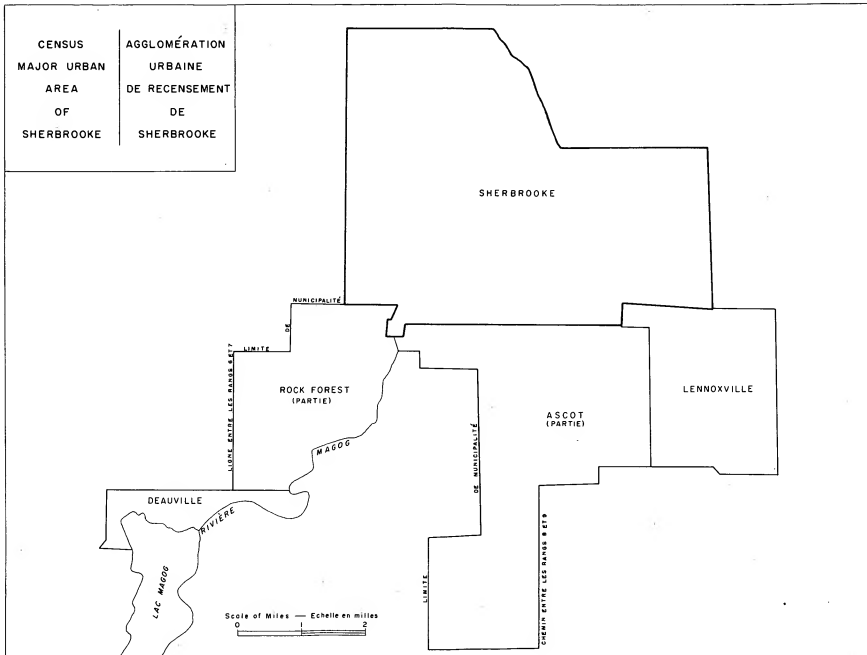 CENSUS
MAJOR URBAN
AREA
OF
SHERBROOKE
AGGLOMÉRATION
URBAINE
DE RECENSEMENT
DE
SHERBROOKE
SHERBROOKE
MUNICIPALITÉ
DE
LIMITE
LIGNE ENTRE LES RANGS 6 ET 7
ROCK FOREST
(PARTIE)
LENNOXVILLE
ASCOT
(PARTIE)
MAGOG
DE MUNICIPALITÉ
DEAUVILLE
RIVIÈRE
LAC MAGOG
LIMITE
CHEMIN ENTRE LES RANGS 8 ET 9
Scale of Miles — Echelle en milles
0 1 2